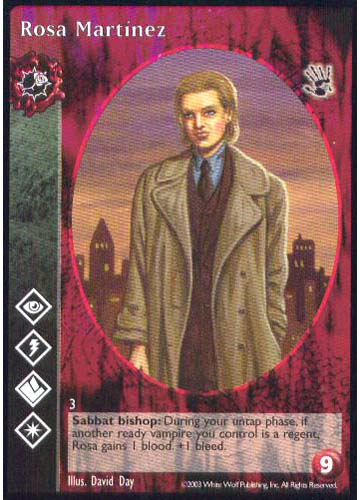 Rosa Martinez
3
Sabbat bishop: During your untap phase, if
another ready vampire you control is a regent,
Rosa gains 1 blood. +1 bleed.
9
Illus. David Day
©2003 White Wolf Publishing, Inc. All Rights Reserved.